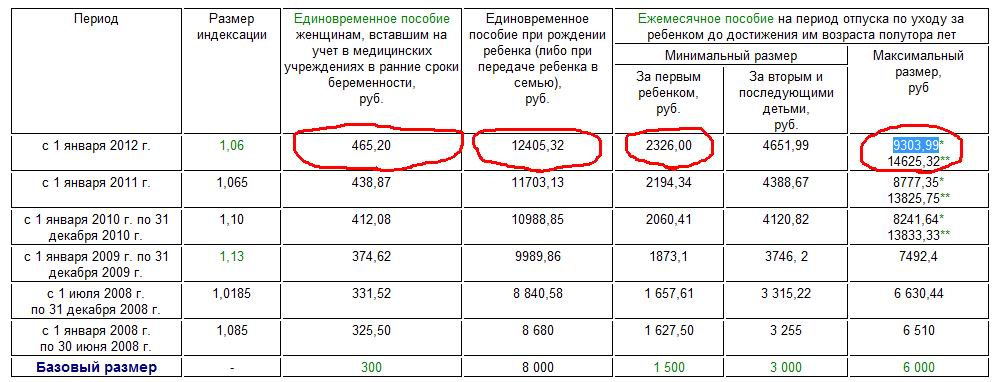 Период
Размер
индексации
Единовременное пособие
женщинам, вставшим на
учет в медицинских
учреждениях в ранние сроки
беременности,
руб.
Единовременное
пособие при рождении
ребенка (либо при
передаче ребенка в
семью),
руб.
Ежемесячное пособие на период отпуска по уходу за
ребенком до достижения им возраста полутора лет
Минимальный размер
Максимальный
размер,
руб
За первым
ребенком,
руб.
За вторым и
последующими
детьми,
руб.
с 1 января 2012 г. 1,06 465,20 12405,32 2326,00 4651,99 9303,99*
14625,32**
с 1 января 2011 г. 1,065 438,87 11703,13 2194,34 4388,67 8777,35*
13825,75**
с 1 января 2010 г. по 31
декабря 2010 г.
1,10 412,08 10988,85 2060,41 4120,82 8241,64*
13833,33**
с 1 января 2009 г. по 31
декабря 2009 г.
1,13 374,62 9989,86 1873,1 3746, 2 7492,4
с 1 июля 2008 г.
по 31 декабря 2008 г.
1,0185 331,52 8 840,58 1 657,61 3 315,22 6 630,44
с 1 января 2008 г.
по 30 июня 2008 г.
1,085 325,50 8 680 1 627,50 3 255 6 510
Базовый размер - 300 8 000 1 500 3 000 6 000